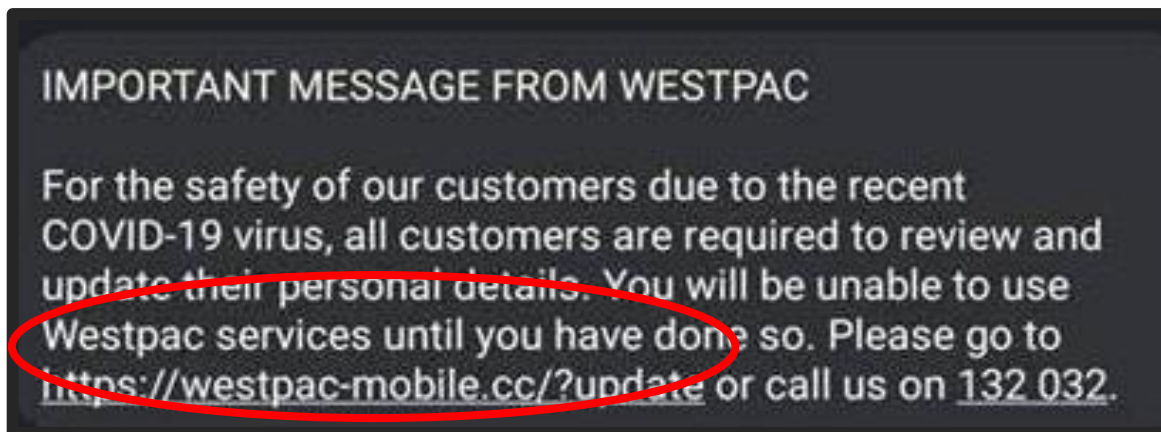 IMPORTANT MESSAGE FROM WESTPAC
For the safety of our customers due to the recent
COVID-19 virus, all customers are required to review and
update their personal details. You will be unable to use
Westpac services until you have done so. Please go to
https://westpac-mobile.cc/?update or call us on 132 032.